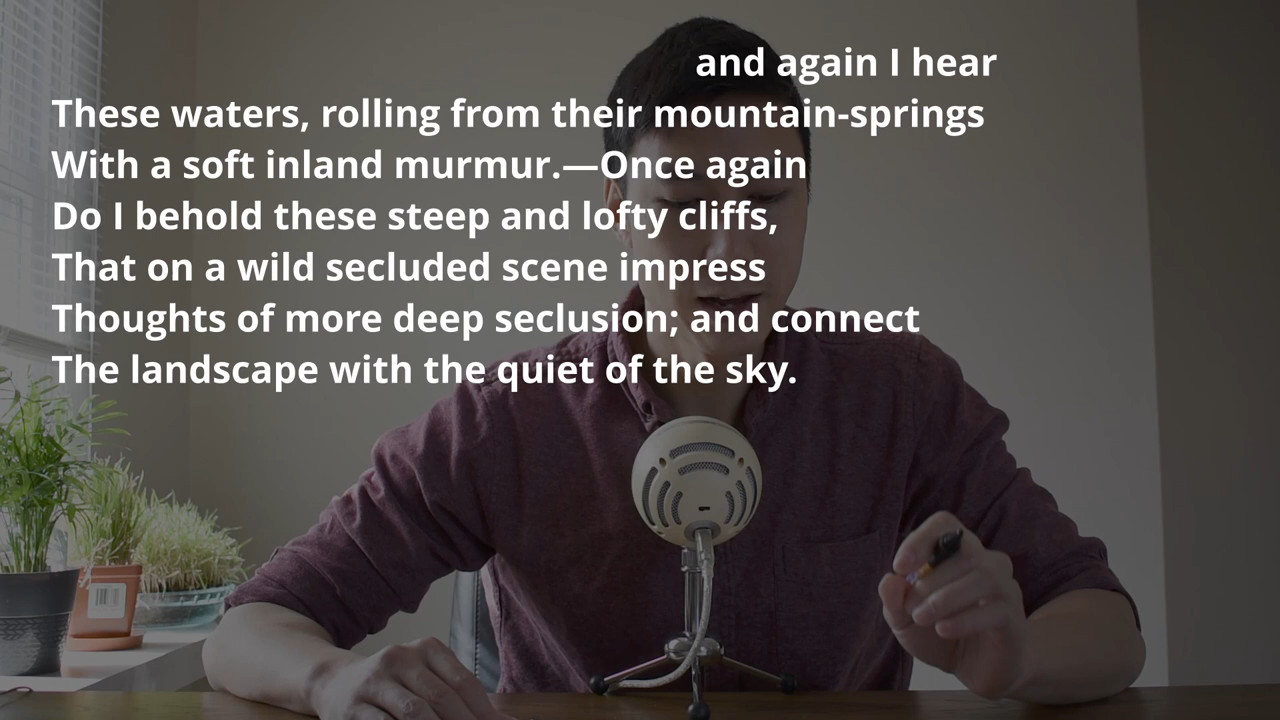 and again I hear
These waters, rolling from their mountain-springs
With a soft inland murmur.—Once again
Do I behold these steep and lofty cliffs,
That on a wild secluded scene impress
Thoughts of more deep seclusion; and connect
The landscape with the quiet of the sky.